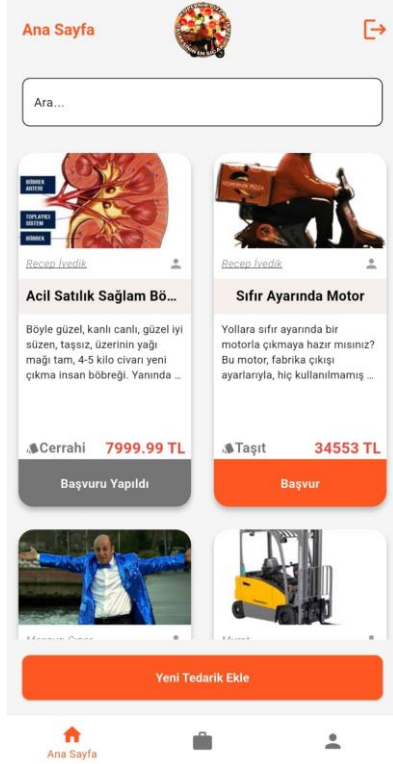 Ana Sayfa
Ara...
BÖBREK
ARTERİ
TOPLAYICI
SİSTEM
BÖBREK
Recep İvedik
Acil Satılık Sağlam Bö...
Böyle güzel, kanlı canlı, güzel iyi
süzen, taşsız, üzerinin yağı
mağı tam, 4-5 kilo civarı yeni
çıkma insan böbreği. Yanında ...
Cerrahi 7999.99 TL
Başvuru Yapıldı
Recep İvedik
Sıfır Ayarında Motor
Yollara sıfır ayarında bir
motorla çıkmaya hazır mısınız?
Bu motor, fabrika çıkışı
ayarlarıyla, hiç kullanılmamış ...
Taşıt 34553 TL
Başvur
Yeni Tedarik Ekle
Ana Sayfa